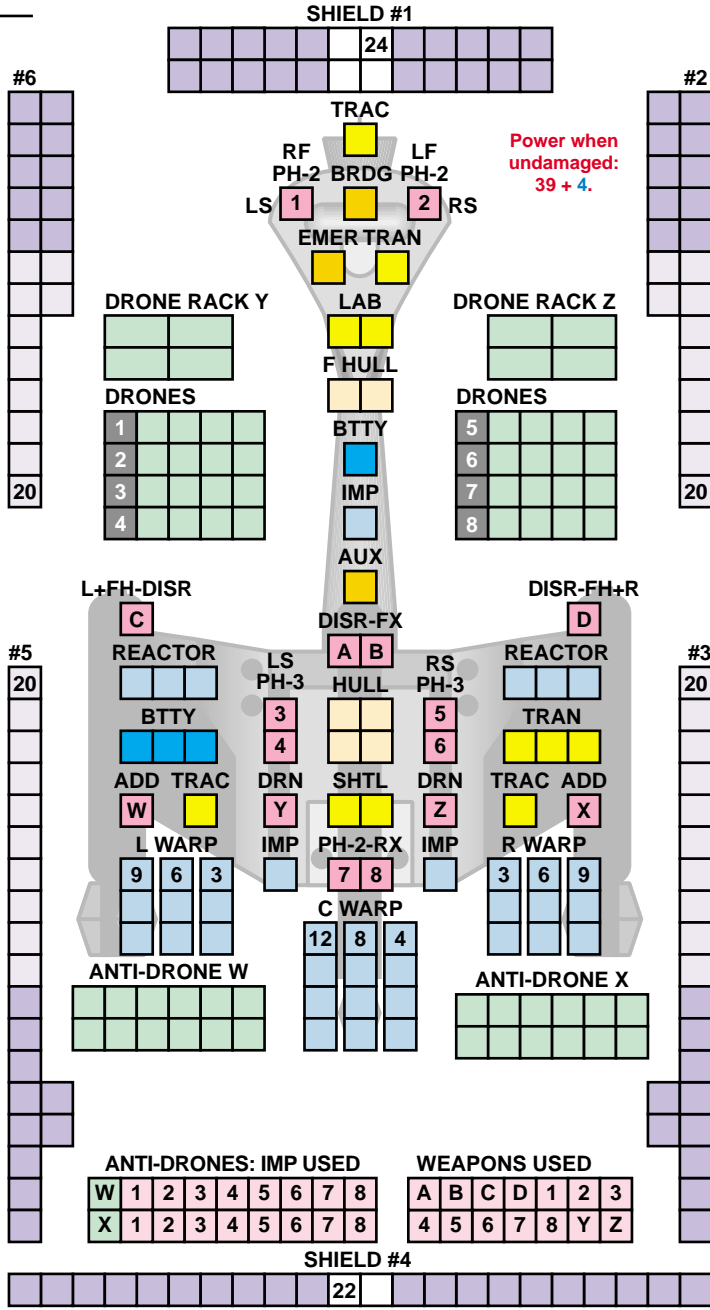 SHIELD #1
24
#6
#2
TRAC
Power when
undamaged:
39 + 4.
RF LF
PH-2 BRDG PH-2
LS 1 2 RS
EMER TRAN
DRONE RACK Y LAB DRONE RACK Z
F HULL
DRONES DRONES
1 5
BTTY
2 6
3 IMP 7
20 20
4 8
AUX
L+FH-DISR DISR-FH+R
C D
DISR-FX
#5 #3
REACTOR LS A B RS REACTOR
20 PH-3 HULL PH-3 20
3 5
BTTY TRAN
4 6
ADD TRAC DRN SHTL DRN TRAC ADD
W Y Z X
L WARP IMP PH-2-RX IMP R WARP
9 6 3 7 8 3 6 9
C WARP
12 8 4
ANTI-DRONE W ANTI-DRONE X
ANTI-DRONES: IMP USED WEAPONS USED
W 1 2 3 4 5 6 7 8 A B C D 1 2 3
X 1 2 3 4 5 6 7 8 4 5 6 7 8 Y Z
SHIELD #4
22